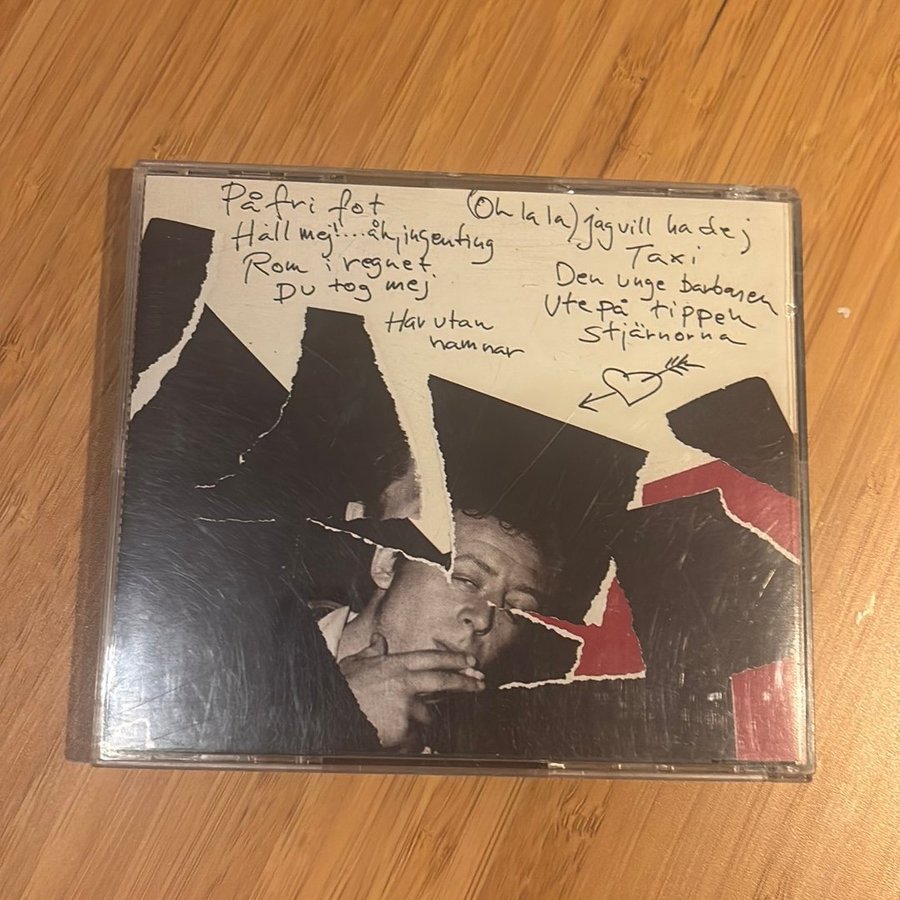 På fri fot
Håll mej!...åh, ingenting
Rom i regnet
Du tog mej
Har utan
hamnar
(Oh la la) jag vill ha dej
Taxi
Den unge barbaren
Ute på tippen
Stjärnorna